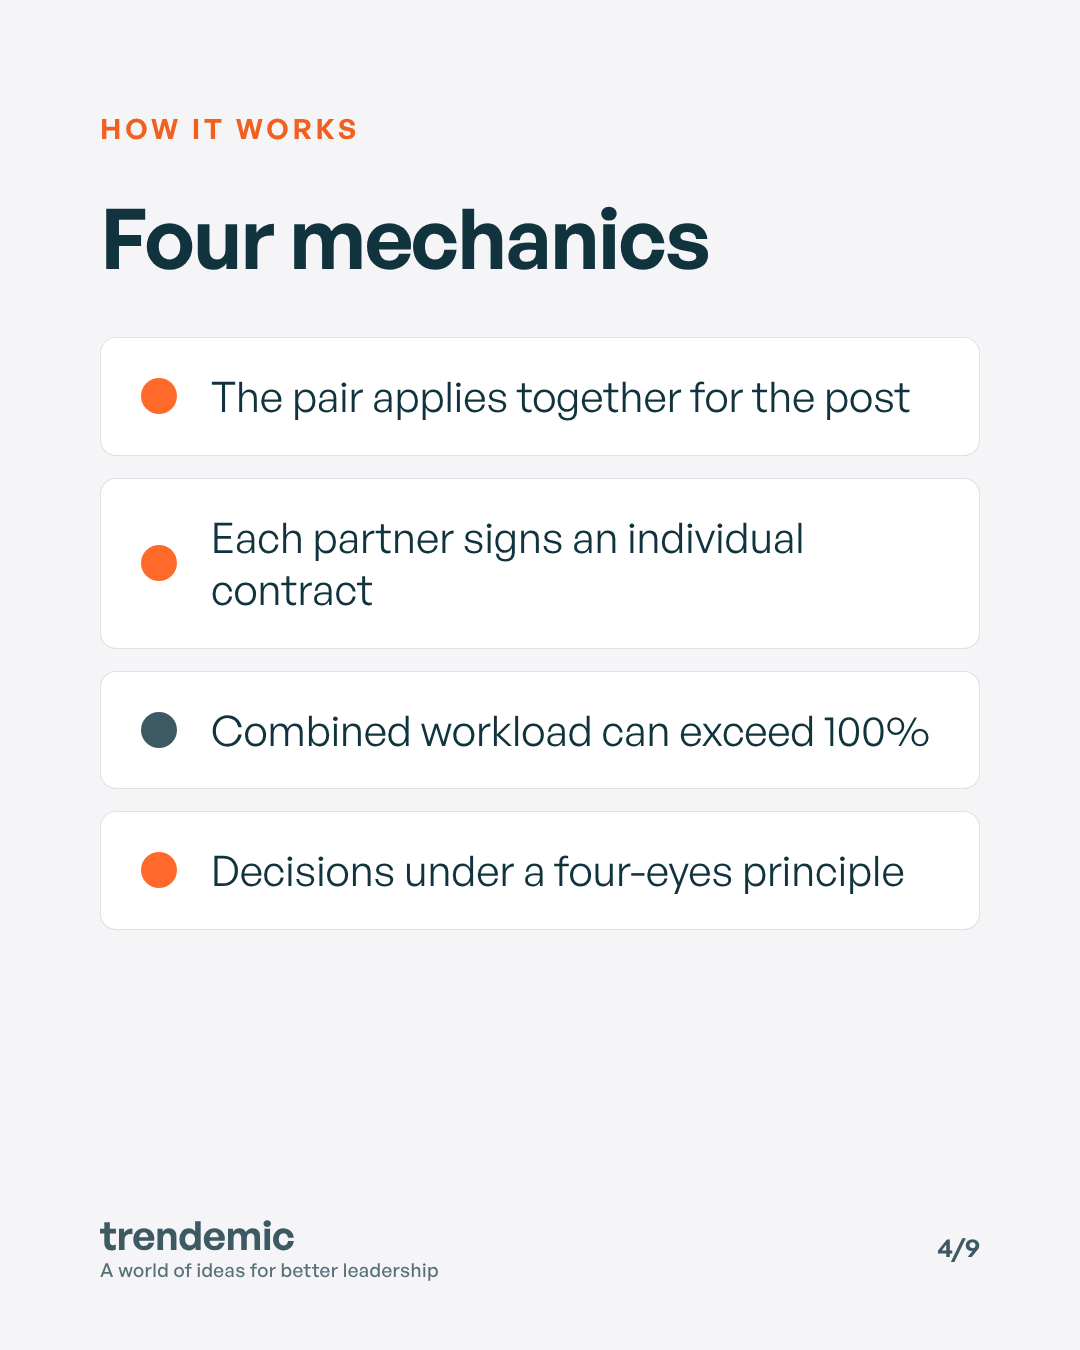 HOW IT WORKS
Four mechanics
The pair applies together for the post
Each partner signs an individual
contract
Combined workload can exceed 100%
Decisions under a four-eyes principle
trendemic
A world of ideas for better leadership
4/9